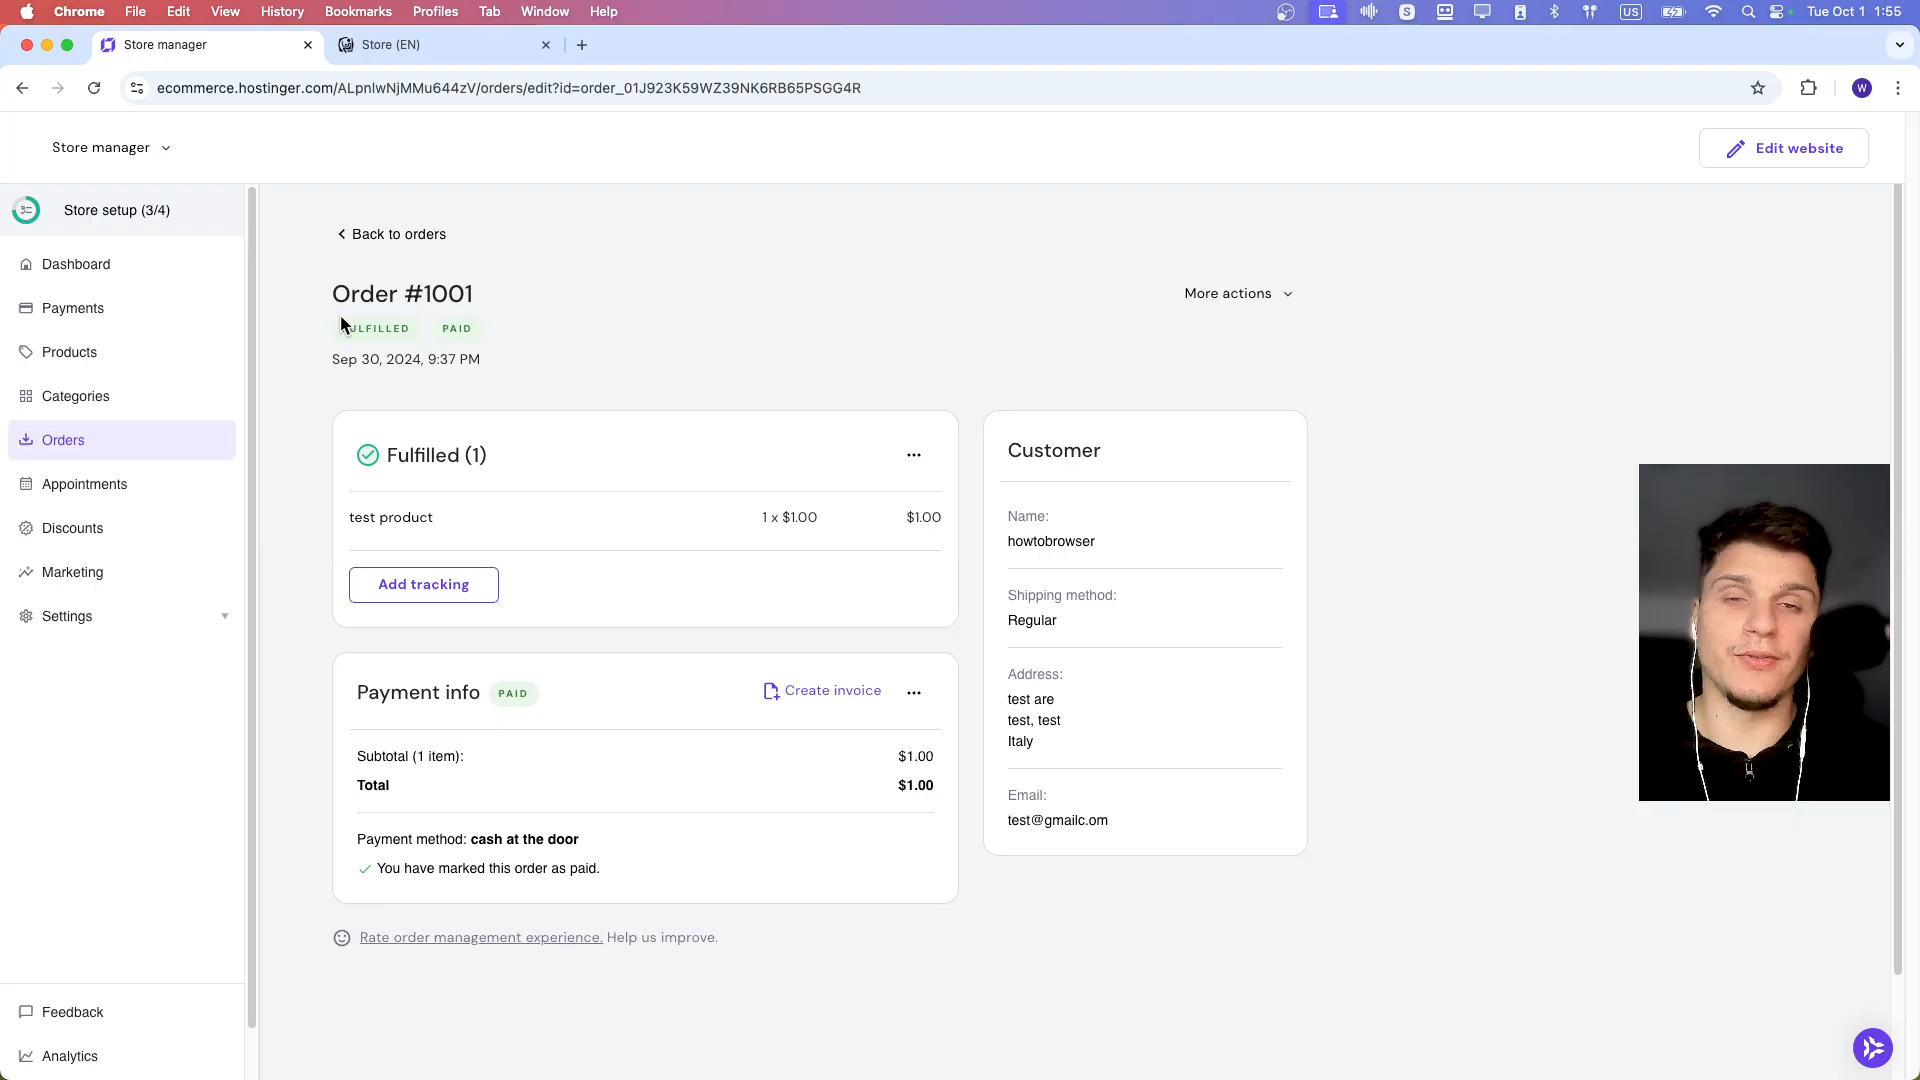 Chrome File Edit View History Bookmarks Profiles Tab Window Help
S US Tue Oct 1 1:55
Store manager Store (EN)
ecommerce.hostinger.com/ALpnlwNjMMu644zV/orders/edit?id=order_01J923K59WZ39NK6RB65PSGG4R
W
Store manager
Edit website
Store setup (3/4)
Dashboard
Payments
Products
Categories
Orders
Appointments
Discounts
Marketing
Settings
Feedback
Analytics
Back to orders
Order #1001
More actions
ULFILLED PAID
Sep 30, 2024, 9:37 PM
Fulfilled (1)
test product 1 x $1.00 $1.00
Add tracking
Payment info PAID Create invoice
Subtotal (1 item): $1.00
Total $1.00
Payment method: cash at the door
You have marked this order as paid.
Rate order management experience. Help us improve.
Customer
Name:
howtobrowser
Shipping method:
Regular
Address:
test are
test, test
Italy
Email:
test@gmailc.om